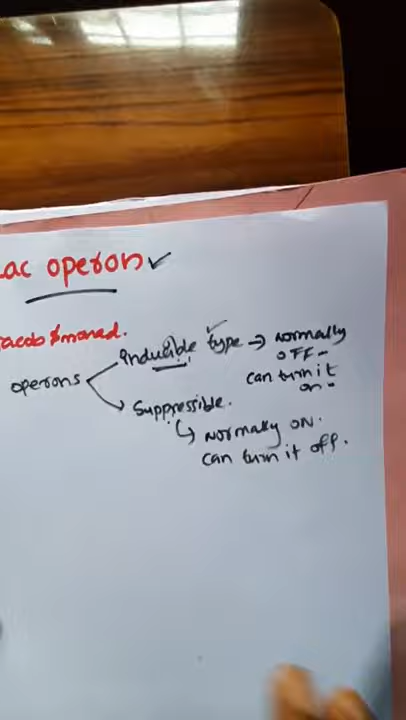 Lac operon
Jacob & monad.
operons
inducible type → normally
OFF-
can turn it
on-
Suppressible.
normally ON.
can turn it off.